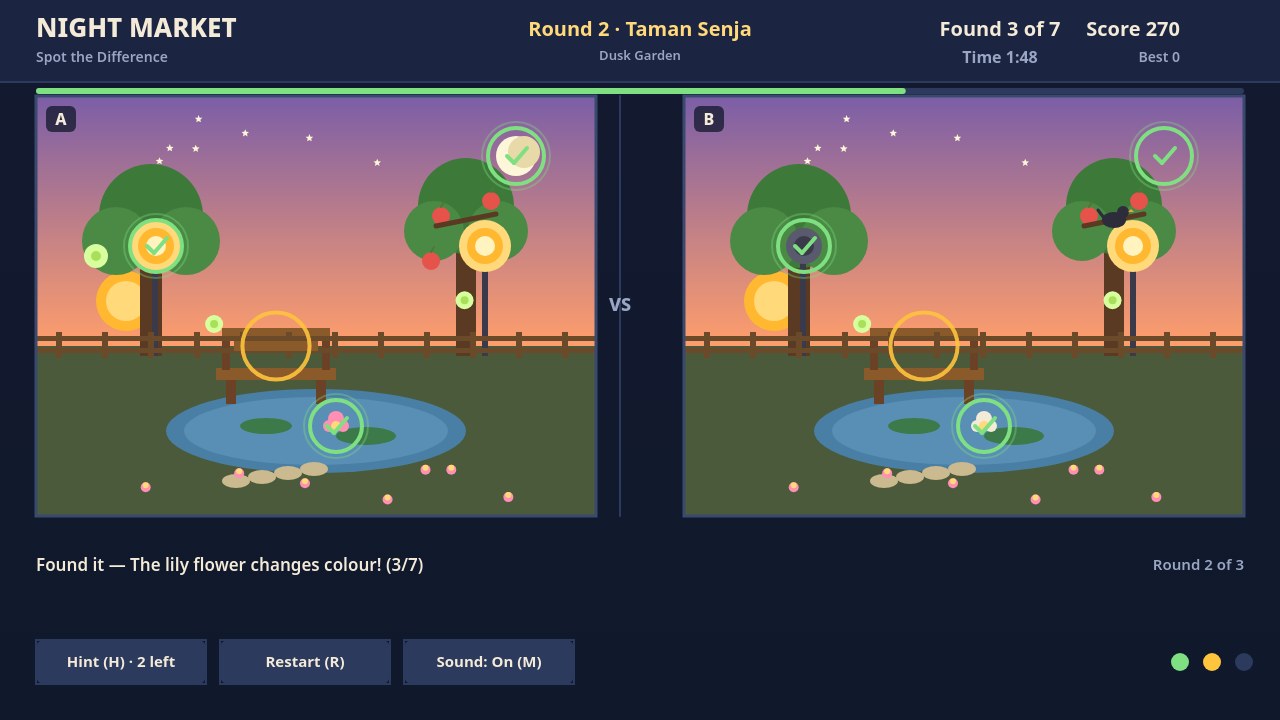 NIGHT MARKET
Spot the Difference
Round 2 · Taman Senja
Dusk Garden
Found 3 of 7
Score 270
Time 1:48
Best 0
A
B
VS
Found it — The lily flower changes colour! (3/7)
Round 2 of 3
Hint (H) · 2 left
Restart (R)
Sound: On (M)